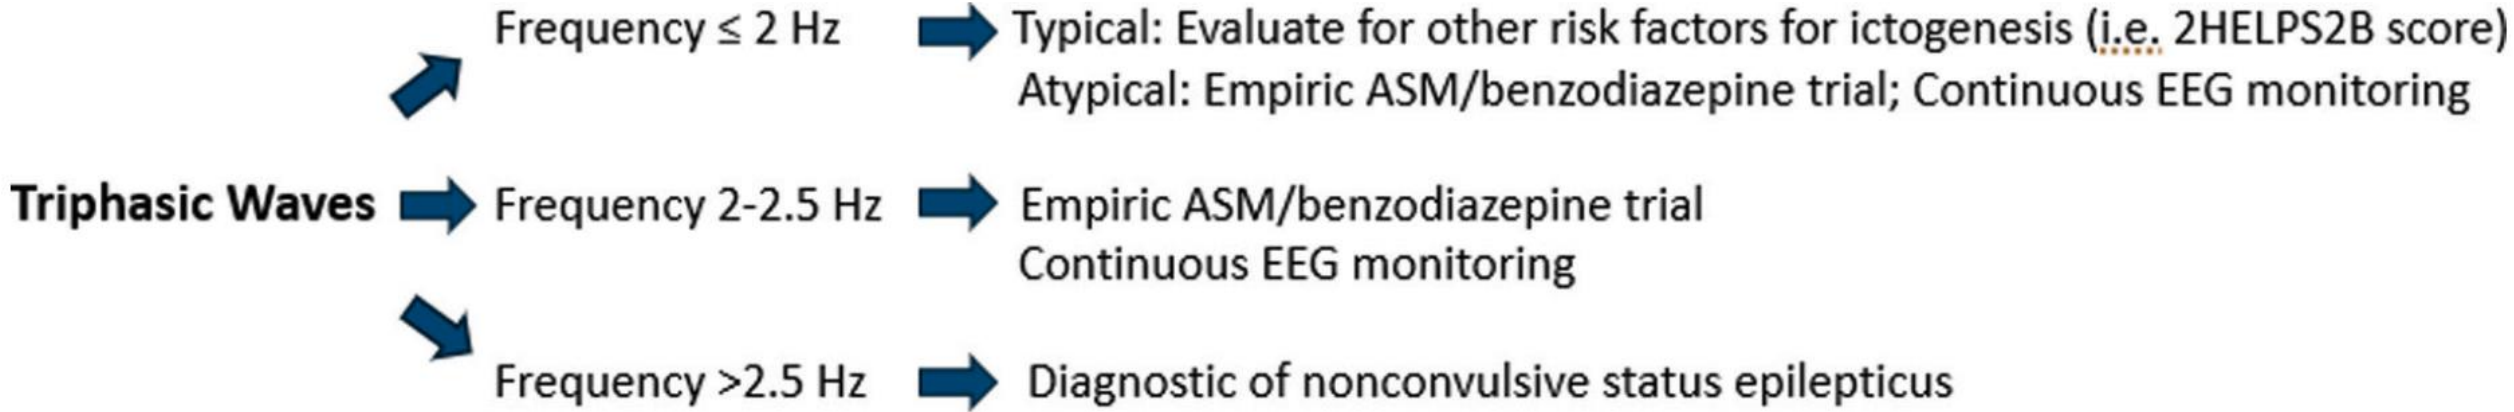 Frequency ≤ 2 Hz
Typical: Evaluate for other risk factors for ictogenesis (i.e. 2HELPS2B score)
Atypical: Empiric ASM/benzodiazepine trial; Continuous EEG monitoring
Triphasic Waves
Frequency 2-2.5 Hz
Empiric ASM/benzodiazepine trial
Continuous EEG monitoring
Frequency >2.5 Hz
Diagnostic of nonconvulsive status epilepticus